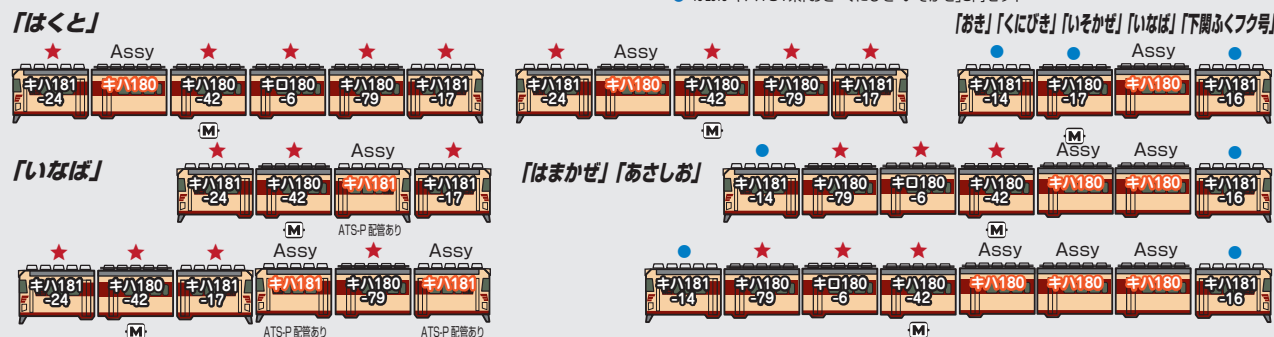 「はくと」
「おき」「くにびき」「いそかぜ」「いなば」「下関ふくフク号」
★ Assy ★ ★ ★ ★
キハ181 キハ180 キハ180 キロ180 キハ180 キハ181
-24 -42 -6 -79 -17
M
★ Assy ★ ★ ★
キハ181 キハ180 キハ180 キハ180 キハ181
-24 -42 -79 -17
M
● ● Assy ●
キハ181 キハ180 キハ180 キハ181
-14 -17 -16
M
「いなば」
★ ★ Assy ★
キハ181 キハ180 キハ181 キハ181
-24 -42 -17
M ATS-P 配管あり
「はまかぜ」「あさしお」
● ★ ★ ★ Assy Assy ●
キハ181 キハ180 キロ180 キハ180 キハ180 キハ180 キハ181
-14 -79 -6 -42 -16
M
★ ★ ★ Assy ★ Assy
キハ181 キハ180 キハ181 キハ181 キハ180 キハ181
-24 -42 -17 -79
M ATS-P 配管あり ATS-P 配管あり
● ★ ★ ★ Assy Assy Assy ●
キハ181 キハ180 キロ180 キハ180 キハ180 キハ180 キハ180 キハ181
-14 -79 -6 -42 -16
M